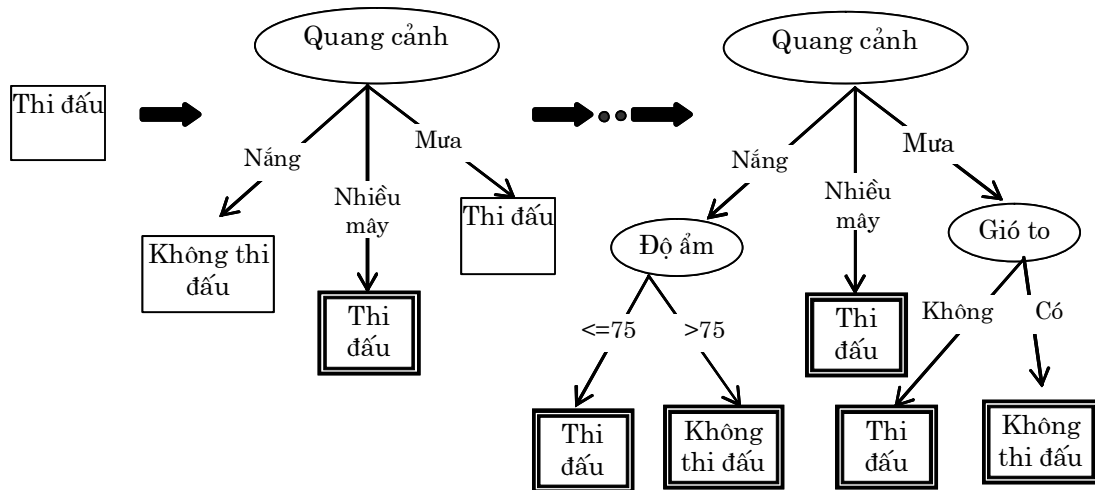 Thi đấu
Quang cảnh
Nắng
Nhiều
mây
Mưa
Không thi
đấu
Thi
đấu
Thi đấu
Quang cảnh
Nắng
Nhiều
mây
Mưa
Độ ẩm
Gió to
<=75
>75
Không
Có
Thi
đấu
Thi
đấu
Không
thi đấu
Thi
đấu
Không
thi đấu